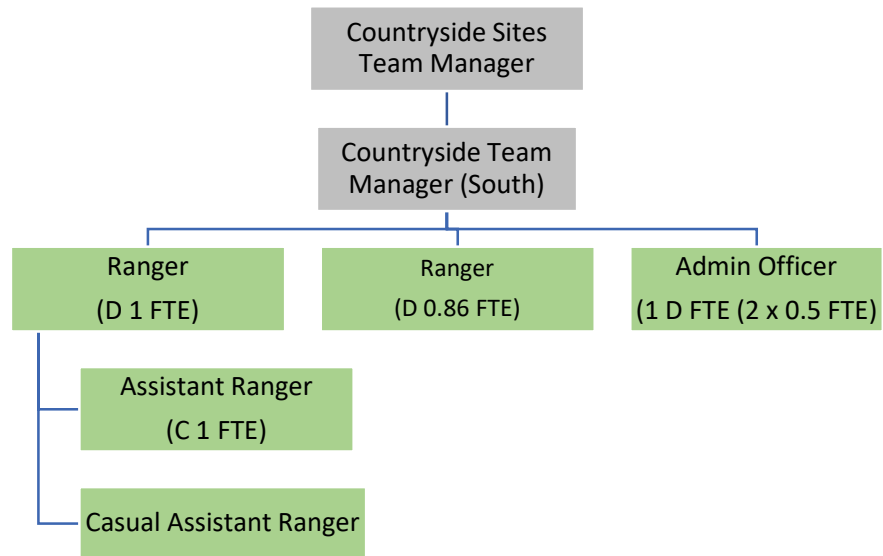 Countryside Sites
Team Manager
Countryside Team
Manager (South)
Ranger
(D 1 FTE)
Ranger
(D 0.86 FTE)
Admin Officer
(1 D FTE (2 x 0.5 FTE)
Assistant Ranger
(C 1 FTE)
Casual Assistant Ranger